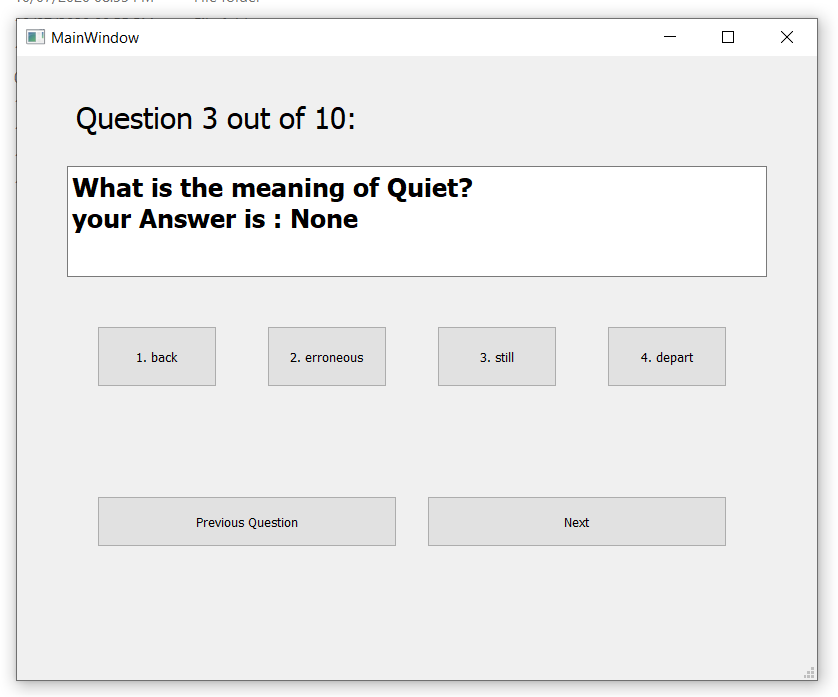 MainWindow
Question 3 out of 10:
What is the meaning of Quiet?
your Answer is : None
1. back
2. erroneous
3. still
4. depart
Previous Question
Next